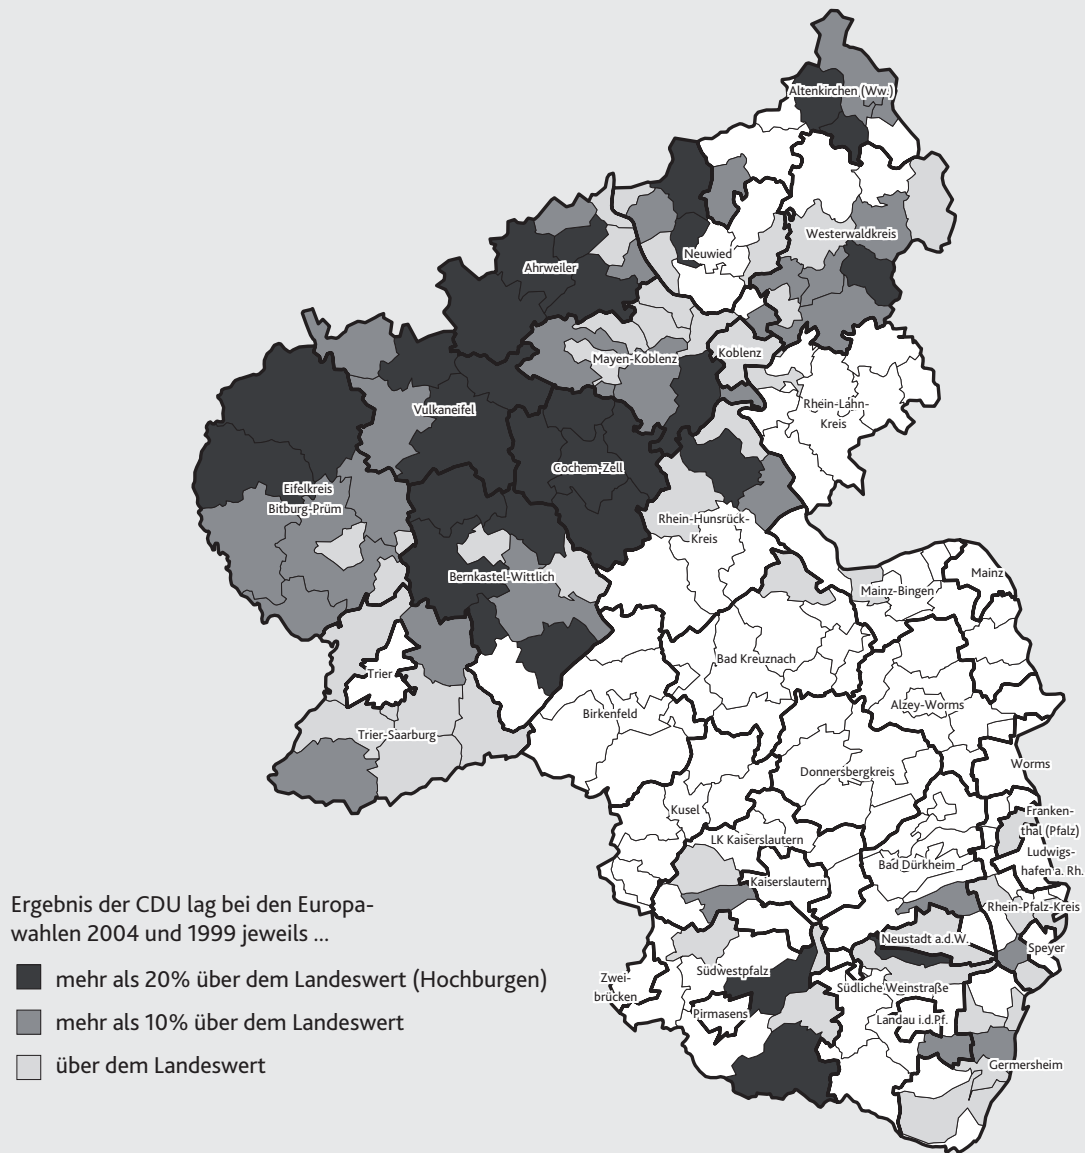 Altenkirchen (Ww.)
Westerwaldkreis
Neuwied
Ahrweiler
Mayen-Koblenz
Koblenz
Rhein-Lahn-
Kreis
Vulkaneifel
Cochem-Zell
Eifelkreis
Bitburg-Prüm
Rhein-Hunsrück-
Kreis
Bernkastel-Wittlich
Mainz
Mainz-Bingen
Bad Kreuznach
Trier
Alzey-Worms
Birkenfeld
Trier-Saarburg
Worms
Donnersbergkreis
Kusel
Franken-
thal (Pfalz)
LK Kaiserslautern
Ludwigs-
hafen a. Rh.
Bad Dürkheim
Kaiserslautern
Rhein-Pfalz-Kreis
Neustadt a.d.W.
Speyer
Südwestpfalz
Zwei-
brücken
Südliche Weinstraße
Pirmasens
Landau i.d.Pf.
Germersheim
Ergebnis der CDU lag bei den Europa-
wahlen 2004 und 1999 jeweils ...
mehr als 20% über dem Landeswert (Hochburgen)
mehr als 10% über dem Landeswert
über dem Landeswert